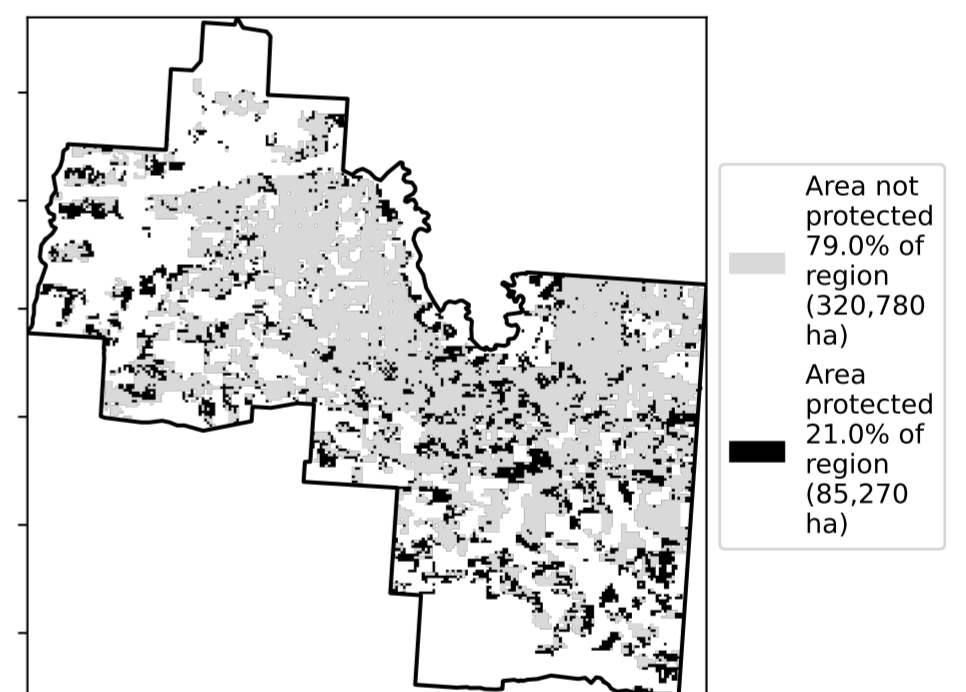 Area not
protected
79.0% of
region
(320,780
ha)
Area
protected
21.0% of
region
(85,270
ha)